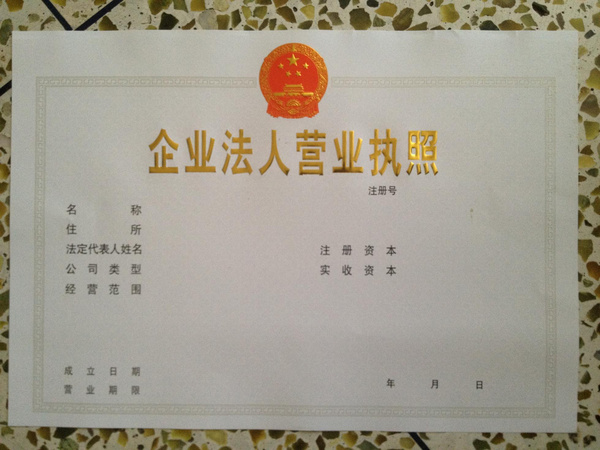 企业法人营业执照
注册号
名称
住所
法定代表人姓名 注册资本
公司类型 实收资本
经营范围
成立日期
营业期限 年 月 日